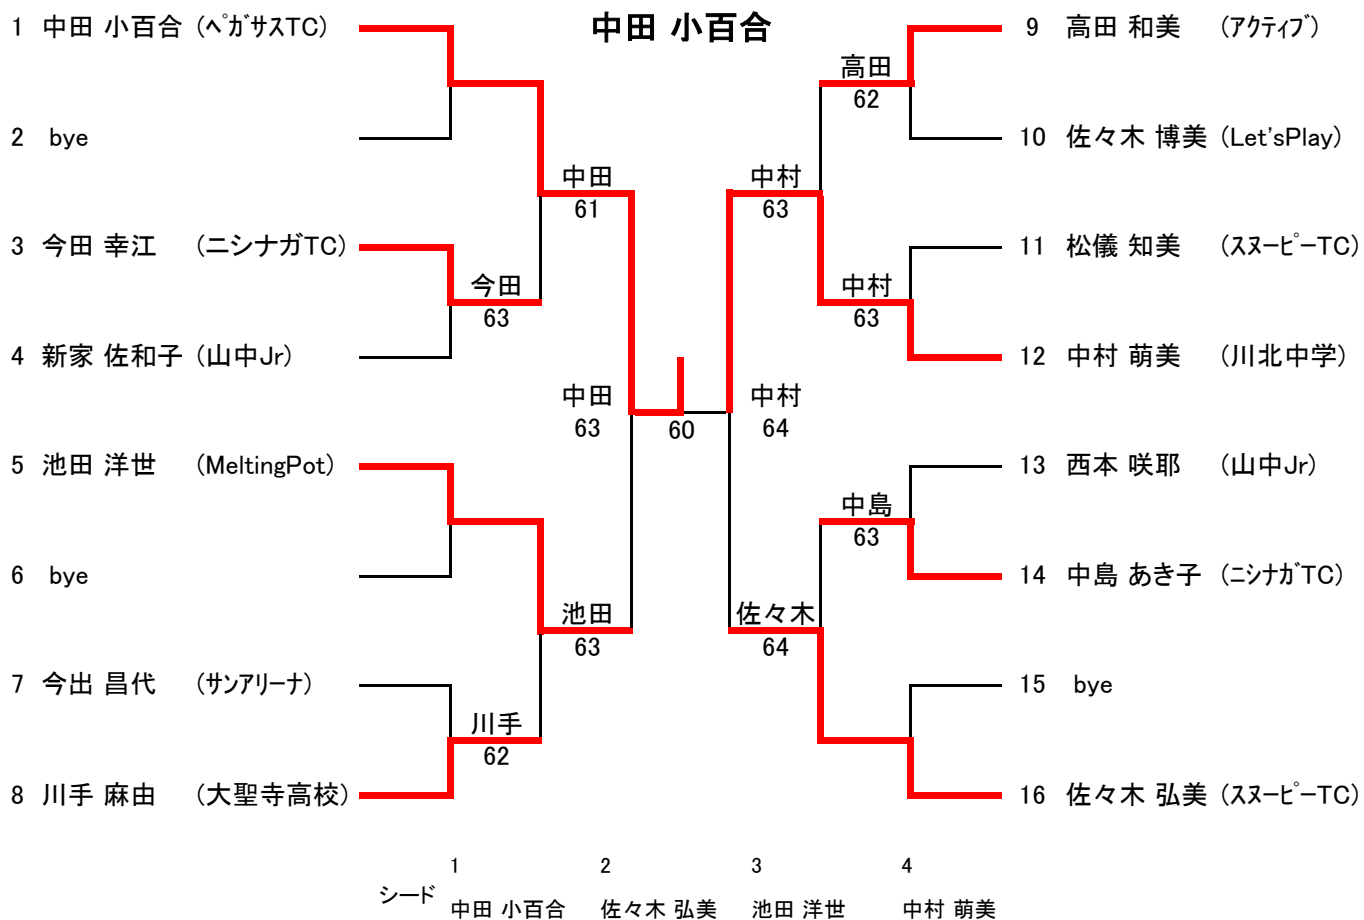 中田 小百合
1 中田 小百合 (ﾍﾟｶﾞｻｽTC)
2 bye
3 今田 幸江 (ニシナガTC)
4 新家 佐和子 (山中Jr)
5 池田 洋世 (MeltingPot)
6 bye
7 今出 昌代 (ｻﾝｱﾘｰﾅ)
8 川手 麻由 (大聖寺高校)
中田
61
今田
63
中田
63
池田
63
川手
62
60
高田
62
中村
63
中村
63
中村
64
中島
63
佐々木
64
9 高田 和美 (ｱｸﾃｨﾌﾞ)
10 佐々木 博美 (Let'sPlay)
11 松儀 知美 (ｽﾇｰﾋﾟｰTC)
12 中村 萌美 (川北中学)
13 西本 咲耶 (山中Jr)
14 中島 あき子 (ﾆｼﾅｶﾞTC)
15 bye
16 佐々木 弘美 (ｽﾇｰﾋﾟｰTC)
1 2 3 4
シード 中田 小百合 佐々木 弘美 池田 洋世 中村 萌美